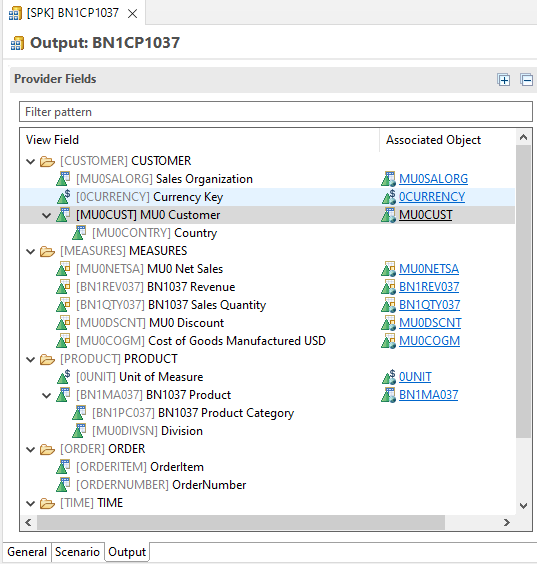 [SPK] BN1CP1037
Output: BN1CP1037
Provider Fields
Filter pattern
View Field Associated Object
[CUSTOMER] CUSTOMER
[MU0SALORG] Sales Organization MU0SALORG
[0CURRENCY] Currency Key 0CURRENCY
[MU0CUST] MU0 Customer MU0CUST
[MU0CONTRY] Country
[MEASURES] MEASURES
[MU0NETSA] MU0 Net Sales MU0NETSA
[BN1REV037] BN1037 Revenue BN1REV037
[BN1QTY037] BN1037 Sales Quantity BN1QTY037
[MU0DSCNT] MU0 Discount MU0DSCNT
[MU0COGM] Cost of Goods Manufactured USD MU0COGM
[PRODUCT] PRODUCT
[0UNIT] Unit of Measure 0UNIT
[BN1MA037] BN1037 Product BN1MA037
[BN1PC037] BN1037 Product Category
[MU0DIVSN] Division
[ORDER] ORDER
[ORDERITEM] OrderItem
[ORDERNUMBER] OrderNumber
[TIME] TIME
General Scenario Output